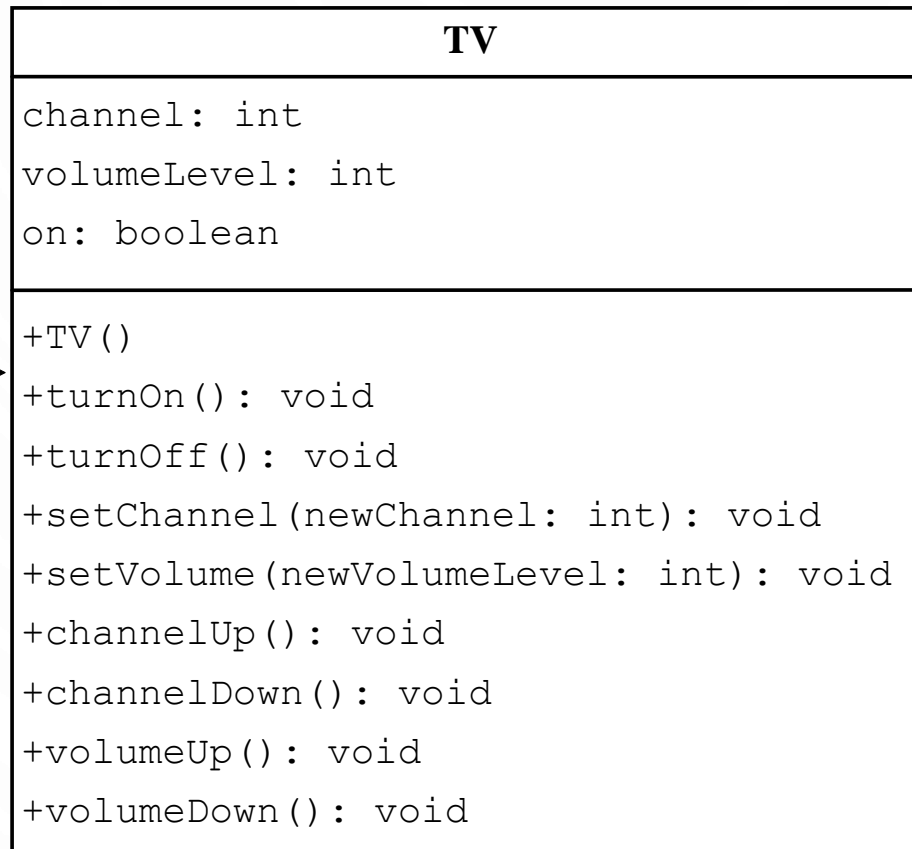 TV
channel: int
volumeLevel: int
on: boolean
+TV()
+turnOn(): void
+turnOff(): void
+setChannel(newChannel: int): void
+setVolume(newVolumeLevel: int): void
+channelUp(): void
+channelDown(): void
+volumeUp(): void
+volumeDown(): void